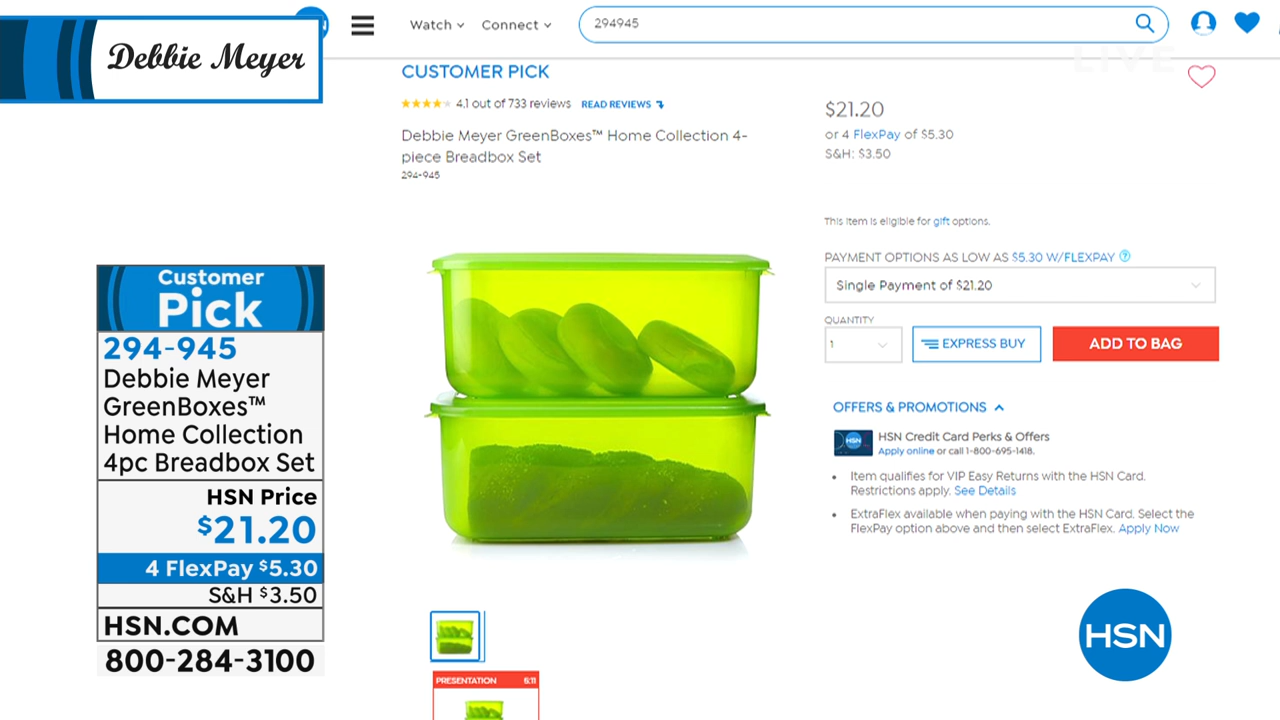 Debbie Meyer
Watch
Connect
294945
LIVE
CUSTOMER PICK
4.1 out of 733 reviews READ REVIEWS
Debbie Meyer GreenBoxes™ Home Collection 4-
piece Breadbox Set
294-945
$21.20
or 4 FlexPay of $5.30
S&H: $3.50
This item is eligible for gift options.
PAYMENT OPTIONS AS LOW AS $5.30 W/FLEXPAY ?
Single Payment of $21.20
QUANTITY
1
EXPRESS BUY
ADD TO BAG
OFFERS & PROMOTIONS
HSN
HSN Credit Card Perks & Offers
Apply online or call 1-800-695-1418.
• Item qualifies for VIP Easy Returns with the HSN Card.
Restrictions apply. See Details
• ExtraFlex available when paying with the HSN Card. Select the
FlexPay option above and then select ExtraFlex. Apply Now
Customer
Pick
294-945
Debbie Meyer
GreenBoxes™
Home Collection
4pc Breadbox Set
HSN Price
$21.20
4 FlexPay $5.30
S&H $3.50
HSN.COM
800-284-3100
PRESENTATION 6:11
HSN